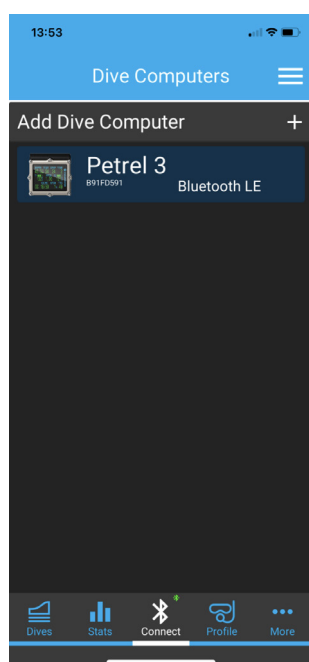 13:53
Dive Computers
Add Dive Computer +
Petrel 3
B91FD591
Bluetooth LE
Dives Stats Connect Profile More